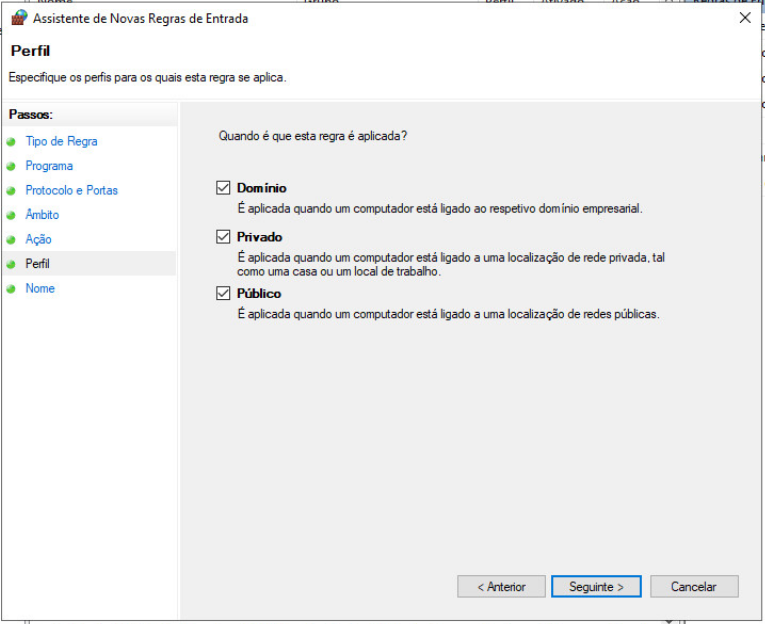 Assistente de Novas Regras de Entrada
Perfil
Especifique os perfis para os quais esta regra se aplica.
Passos:
Tipo de Regra
Programa
Protocolo e Portas
Âmbito
Ação
Perfil
Nome
Quando é que esta regra é aplicada?
Domínio
É aplicada quando um computador está ligado ao respetivo domínio empresarial.
Privado
É aplicada quando um computador está ligado a uma localização de rede privada, tal
como uma casa ou um local de trabalho.
Público
É aplicada quando um computador está ligado a uma localização de redes públicas.
< Anterior
Seguinte >
Cancelar